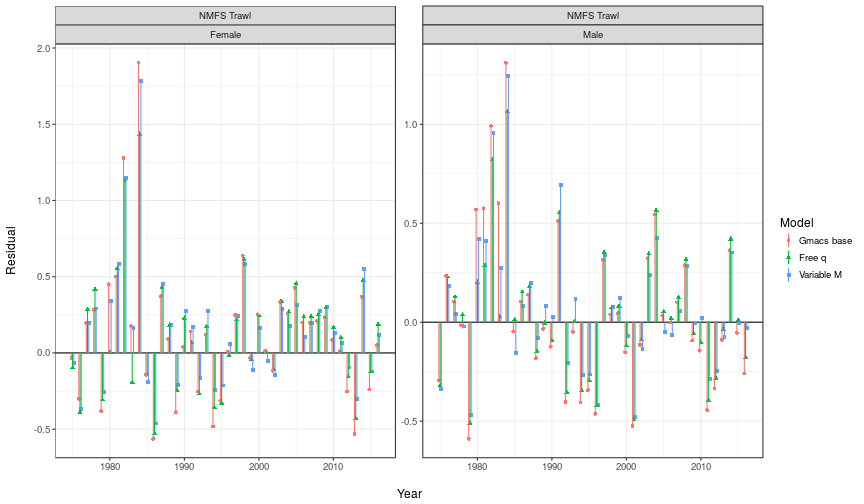 NMFS Trawl
NMFS Trawl
Female
Male
2.0
1.5
1.0
0.5
0.0
-0.5
1.0
0.5
0.0
-0.5
1980
1990
2000
2010
1980
1990
2000
2010
Residual
Year
Model
Gmacs base
Free q
Variable M